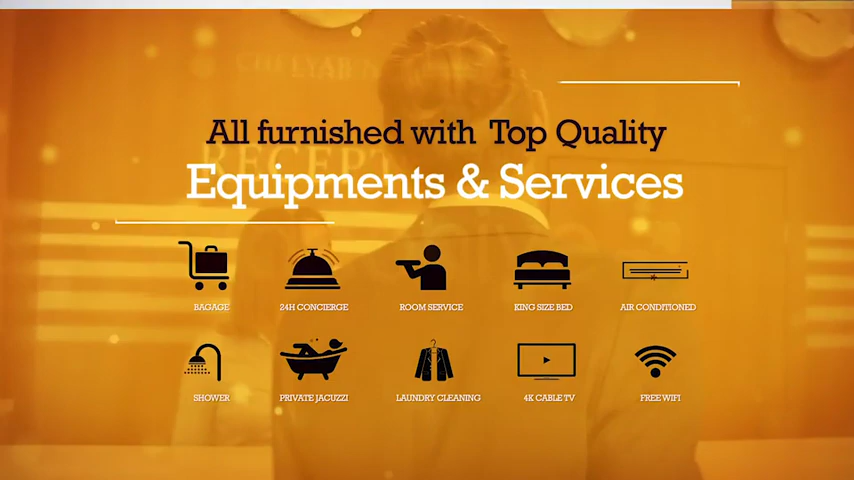 All furnished with Top Quality
RECEPT
Equipments & Services
BAGAGE
24H CONCIERGE
ROOM SERVICE
KING SIZE BED
AIR CONDITIONED
SHOWER
PRIVATE JACUZZI
LAUNDRY CLEANING
4K CABLE TV
FREE WIFI